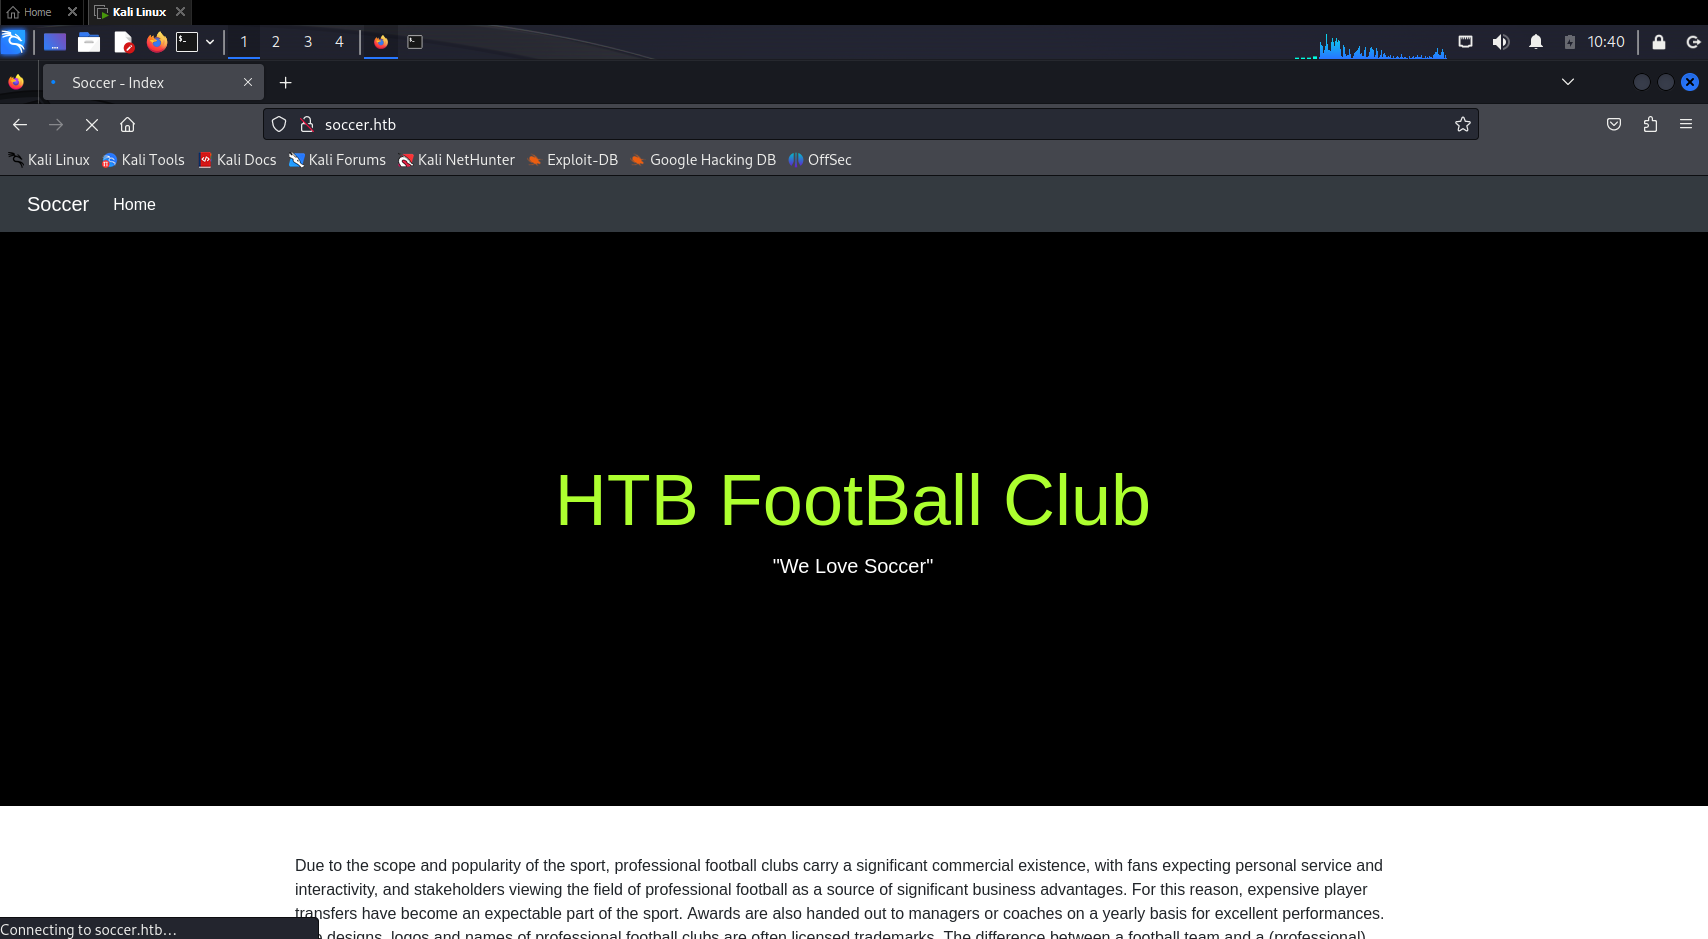 Home
Kali Linux
1 2 3 4
10:40
Soccer - Index
soccer.htb
Kali Linux Kali Tools Kali Docs Kali Forums Kali NetHunter Exploit-DB Google Hacking DB OffSec
Soccer Home
HTB FootBall Club
"We Love Soccer"
Due to the scope and popularity of the sport, professional football clubs carry a significant commercial existence, with fans expecting personal service and
interactivity, and stakeholders viewing the field of professional football as a source of significant business advantages. For this reason, expensive player
transfers have become an expectable part of the sport. Awards are also handed out to managers or coaches on a yearly basis for excellent performances.
designs, logos and names of professional football clubs are often licensed trademarks. The difference between a football team and a (professional)
Connecting to soccer.htb…